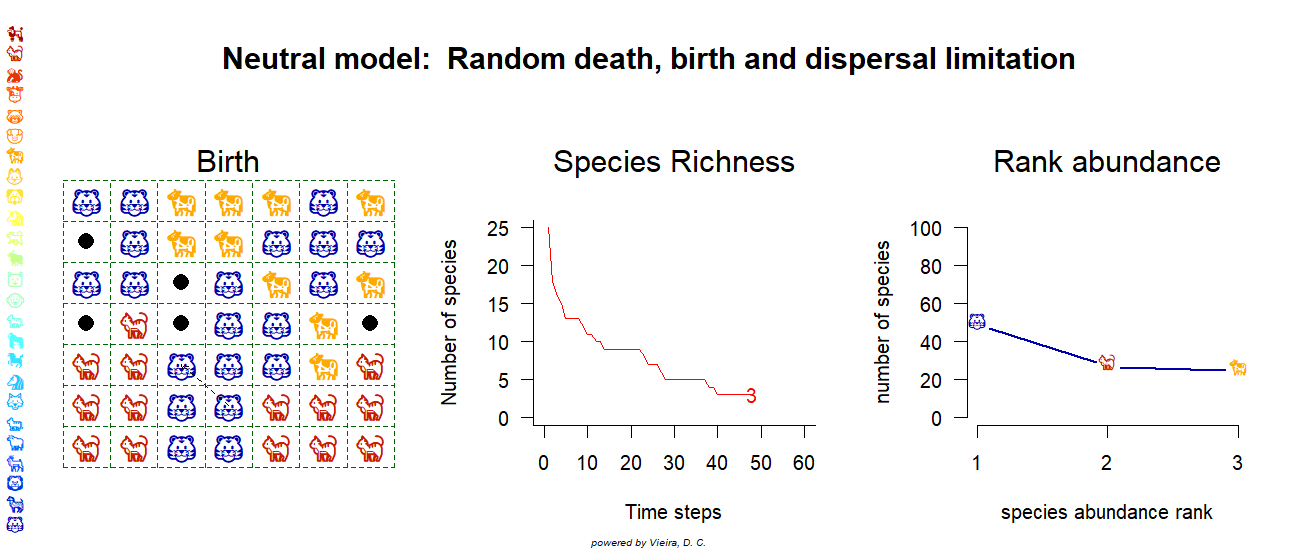 Neutral model: Random death, birth and dispersal limitation
Birth
Species Richness
Number of species
25
20
15
10
5
0
3
0 10 20 30 40 50 60
Time steps
Rank abundance
number of species
100
80
60
40
20
0
1 2 3
species abundance rank
powered by Vieira, D. C.